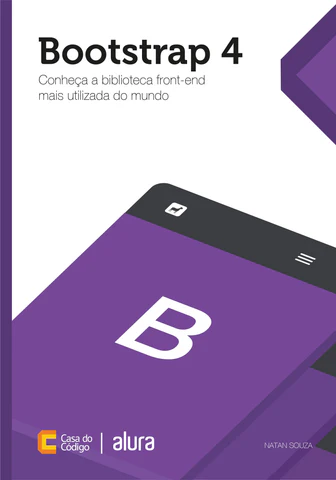 Bootstrap 4
Conheça a biblioteca front-end
mais utilizada do mundo
B
Casa do
Código
alura
NATAN SOUZA